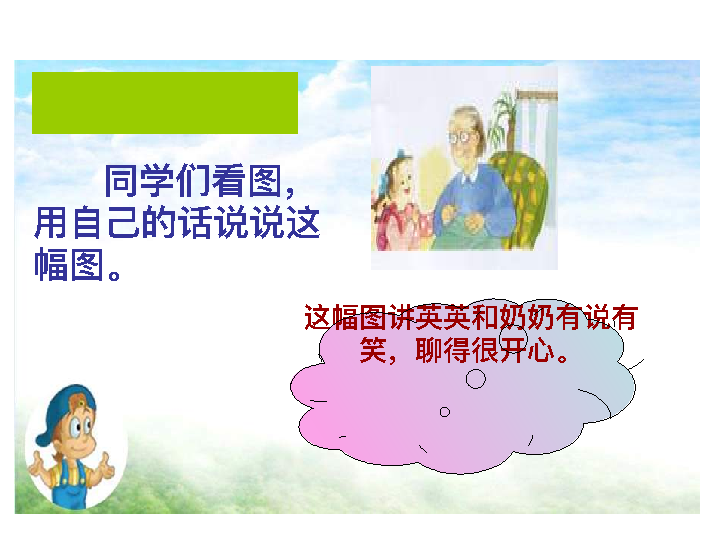 同学们看图，
用自己的话说说这
幅图。
这幅图讲英英和奶奶有说有
笑，聊得很开心。